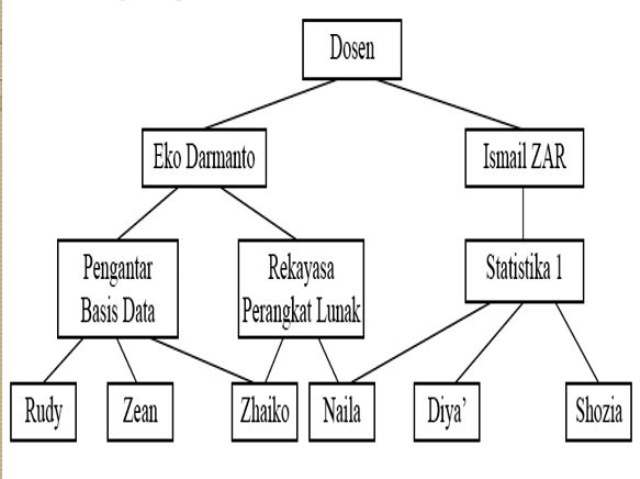 Dosen
Eko Darmanto
Ismail ZAR
Pengantar
Basis Data
Rekayasa
Perangkat Lunak
Statistika 1
Rudy
Zean
Zhaiko
Naila
Diya’
Shozia